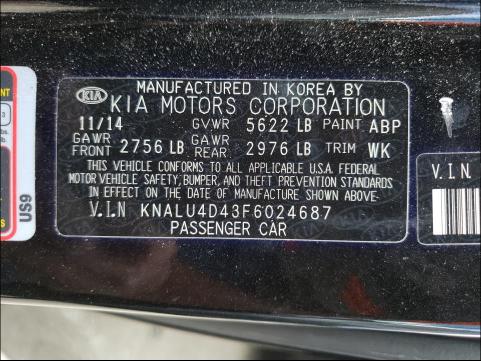 MANUFACTURED IN KOREA BY
KIA KIA MOTORS CORPORATION
11/14 GVWR 5622 LB PAINT ABP
GAWR FRONT 2756 LB GAWR REAR. 2976 LB TRIM WK
THIS VEHICLE CONFORMS TO ALL APPLICABLE U.S.A. FEDERAL
MOTOR VEHICLE SAFETY, BUMPER, AND THEFT PREVENTION STANDARDS
IN EFFECT ON THE DATE OF MANUFACTURE SHOWN ABOVE.
V.I.N KNALU4D43F6024687
PASSENGER CAR
US9
V.I.N.